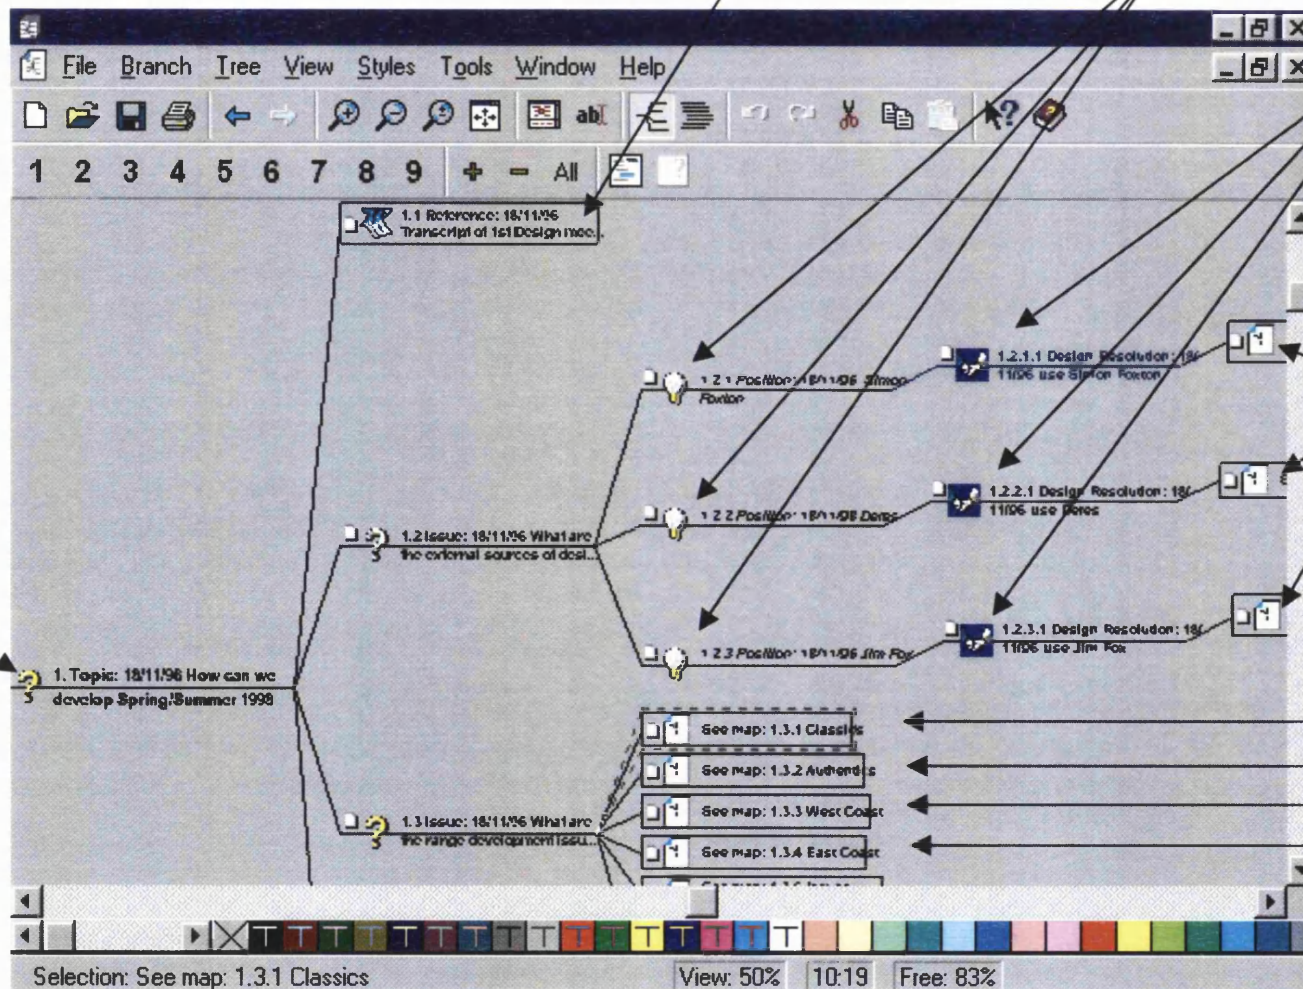 File Branch Tree View Styles Tools Window Help
abI
1 2 3 4 5 6 7 8 9 + − All
1.1 Reference: 18/11/96
Transcript of 1st Design mee...
1.2.1 Position: 18/11/96 Simon
Foxton
1.2.1.1 Design Resolution: 18/
11/96 use Simon Foxton
1.2 Issue: 18/11/96 What are
the external sources of desi...
1.2.2 Position: 18/11/96 Deres
1.2.2.1 Design Resolution: 18/
11/96 use Deres
1.2.3 Position: 18/11/96 Jim Fox
1.2.3.1 Design Resolution: 18/
11/96 use Jim Fox
1. Topic: 18/11/96 How can we
develop Spring/Summer 1998
1.3 Issue: 18/11/96 What are
the range development issu...
See map: 1.3.1 Classics
See map: 1.3.2 Authentics
See map: 1.3.3 West Coast
See map: 1.3.4 East Coast
Selection: See map: 1.3.1 Classics
View: 50%
10:19
Free: 83%